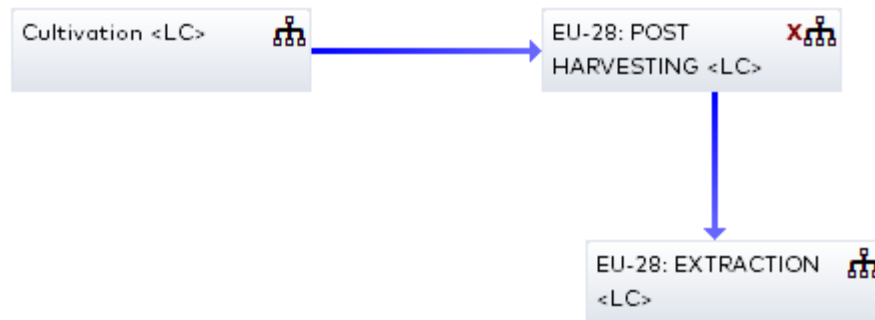 Cultivation <LC>
EU-28: POST
HARVESTING <LC>
X
EU-28: EXTRACTION
<LC>